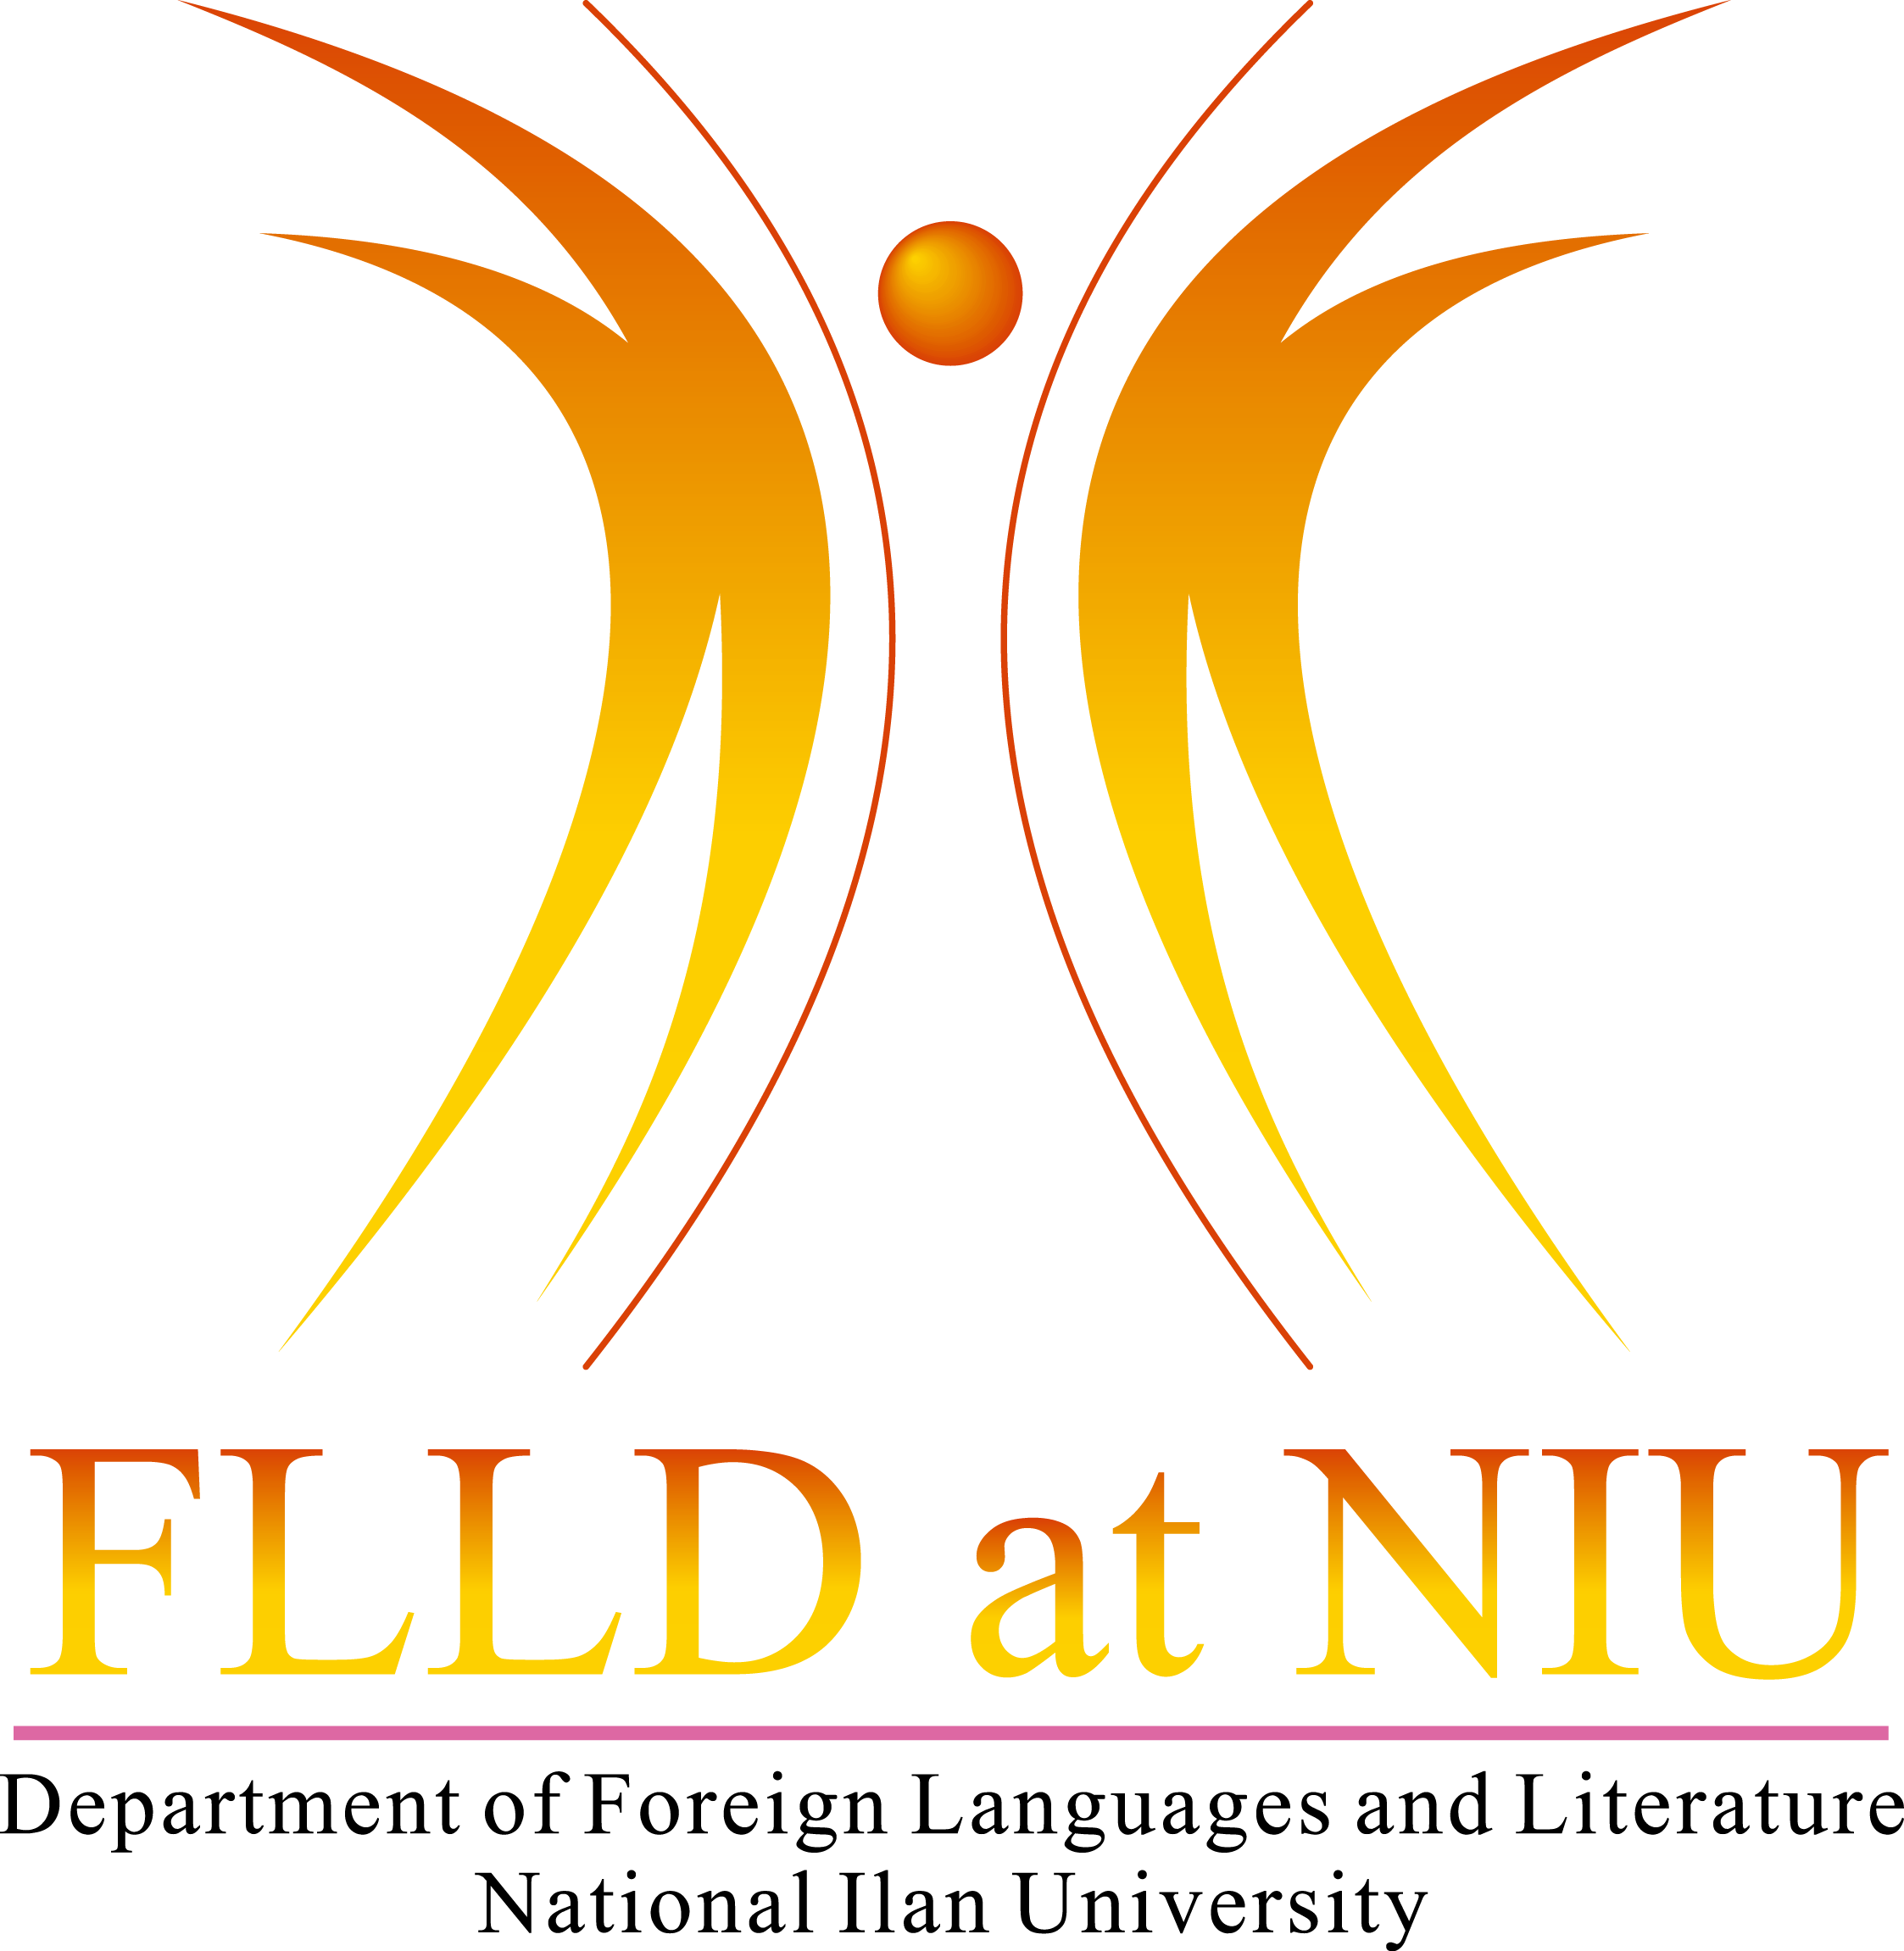 FLLD at NIU
Department of Foreign Languages and Literature
National Ilan University